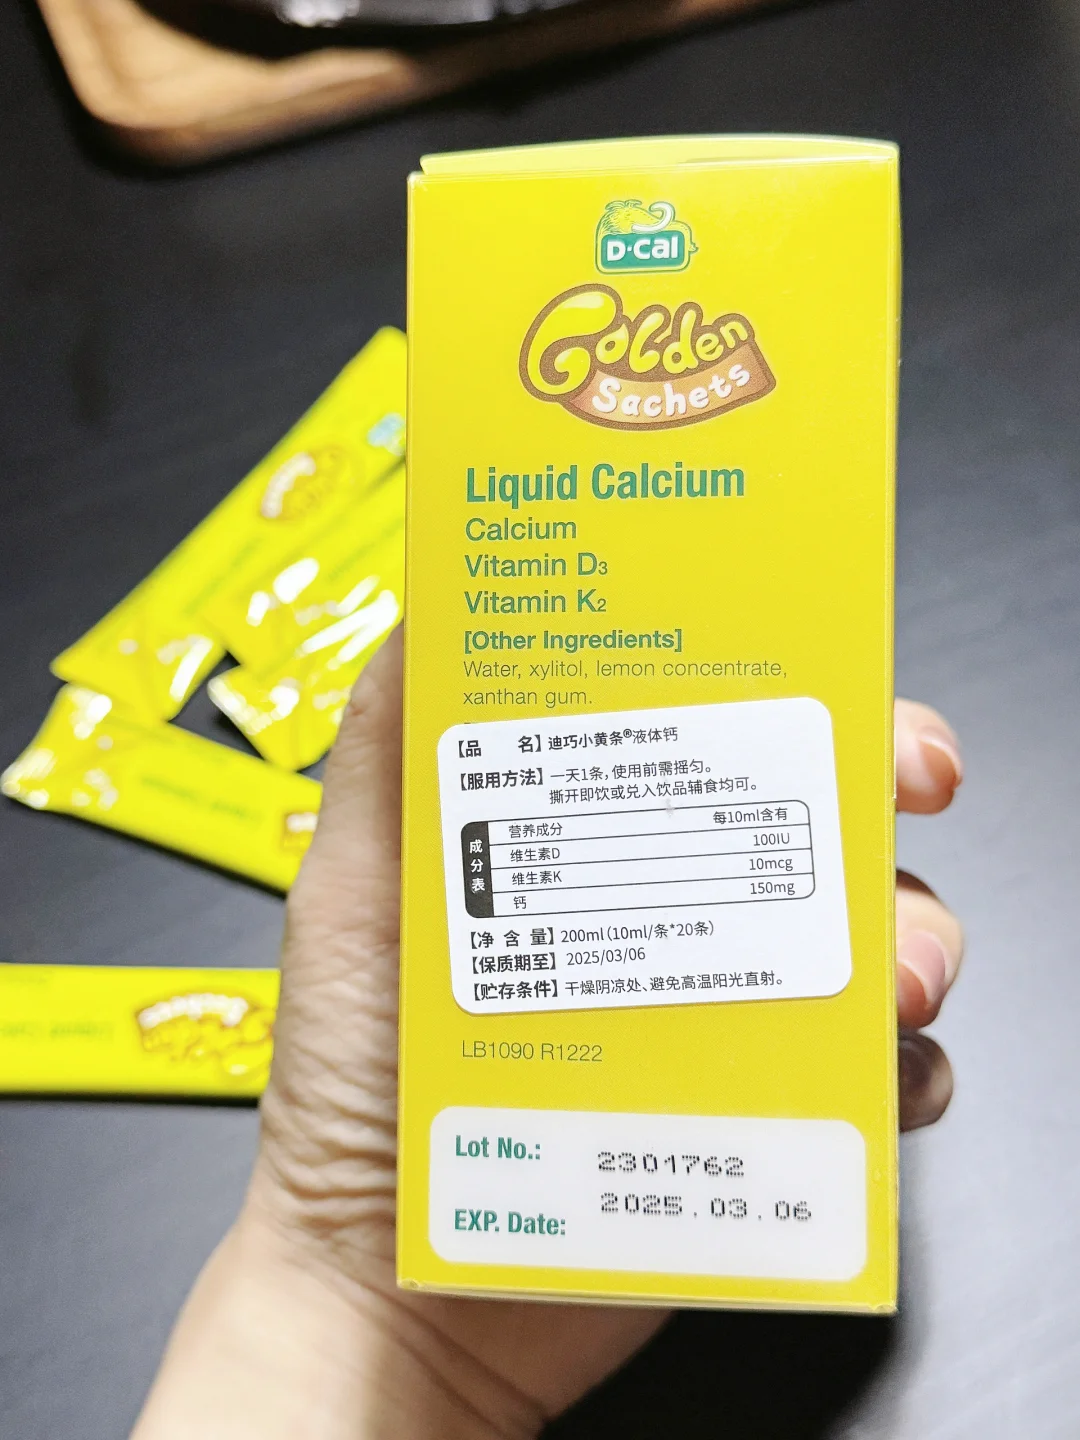 D·Cal
Golden
Sachets
Liquid Calcium
Calcium
Vitamin D3
Vitamin K2
[Other Ingredients]
Water, xylitol, lemon concentrate,
xanthan gum.
【品 名】迪巧小黄条®液体钙
【服用方法】一天1条,使用前需摇匀。
撕开即饮或兑入饮品辅食均可。
成分表
营养成分 每10ml含有
维生素D 100IU
维生素K 10mcg
钙 150mg
【净 含 量】200ml(10ml/条*20条)
【保质期至】2025/03/06
【贮存条件】干燥阴凉处、避免高温阳光直射。
LB1090 R1222
Lot No.: 2301762
EXP. Date: 2025.03.06